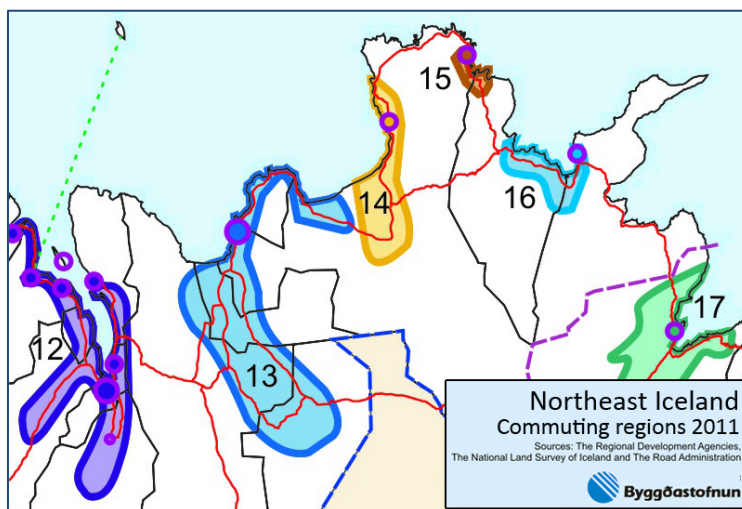 15
14
16
17
12
13
Northeast Iceland
Commuting regions 2011
Sources: The Regional Development Agencies,
The National Land Survey of Iceland and The Road Administration
Byggðastofnun